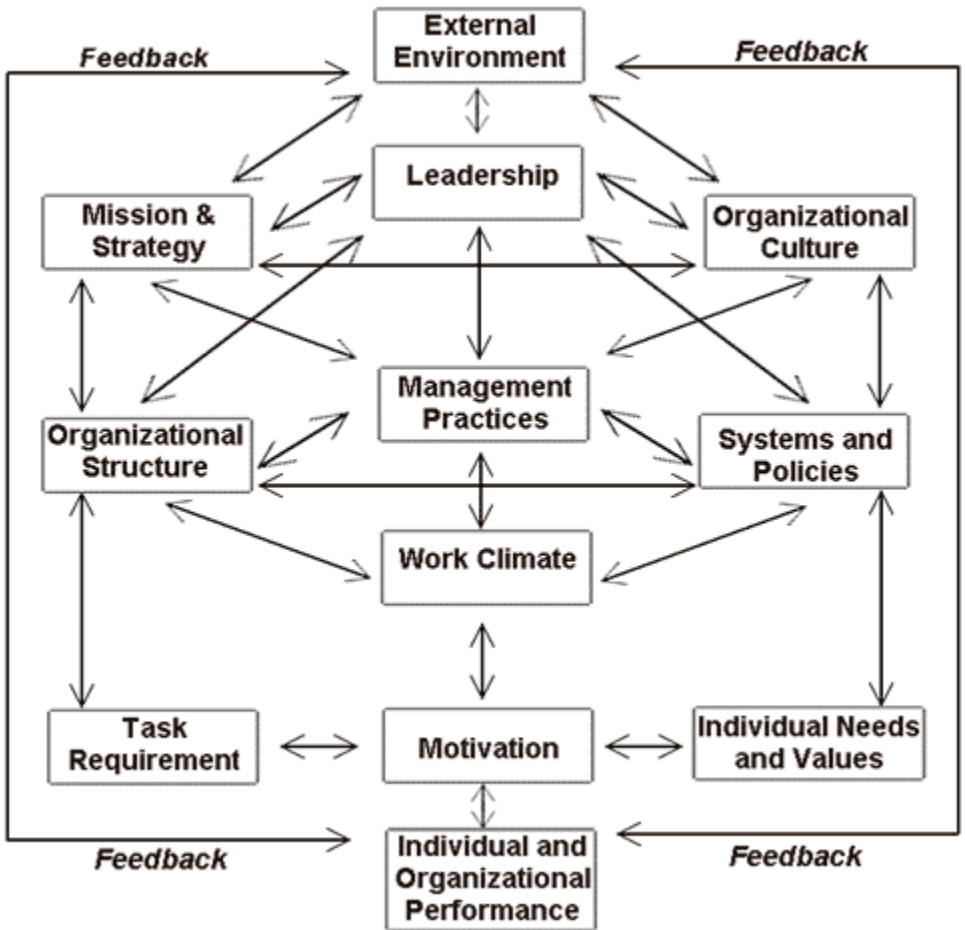 External
Environment
Feedback
Feedback
Leadership
Mission &
Strategy
Organizational
Culture
Management
Practices
Organizational
Structure
Systems and
Policies
Work Climate
Task
Requirement
Motivation
Individual Needs
and Values
Feedback
Individual and
Organizational
Performance
Feedback